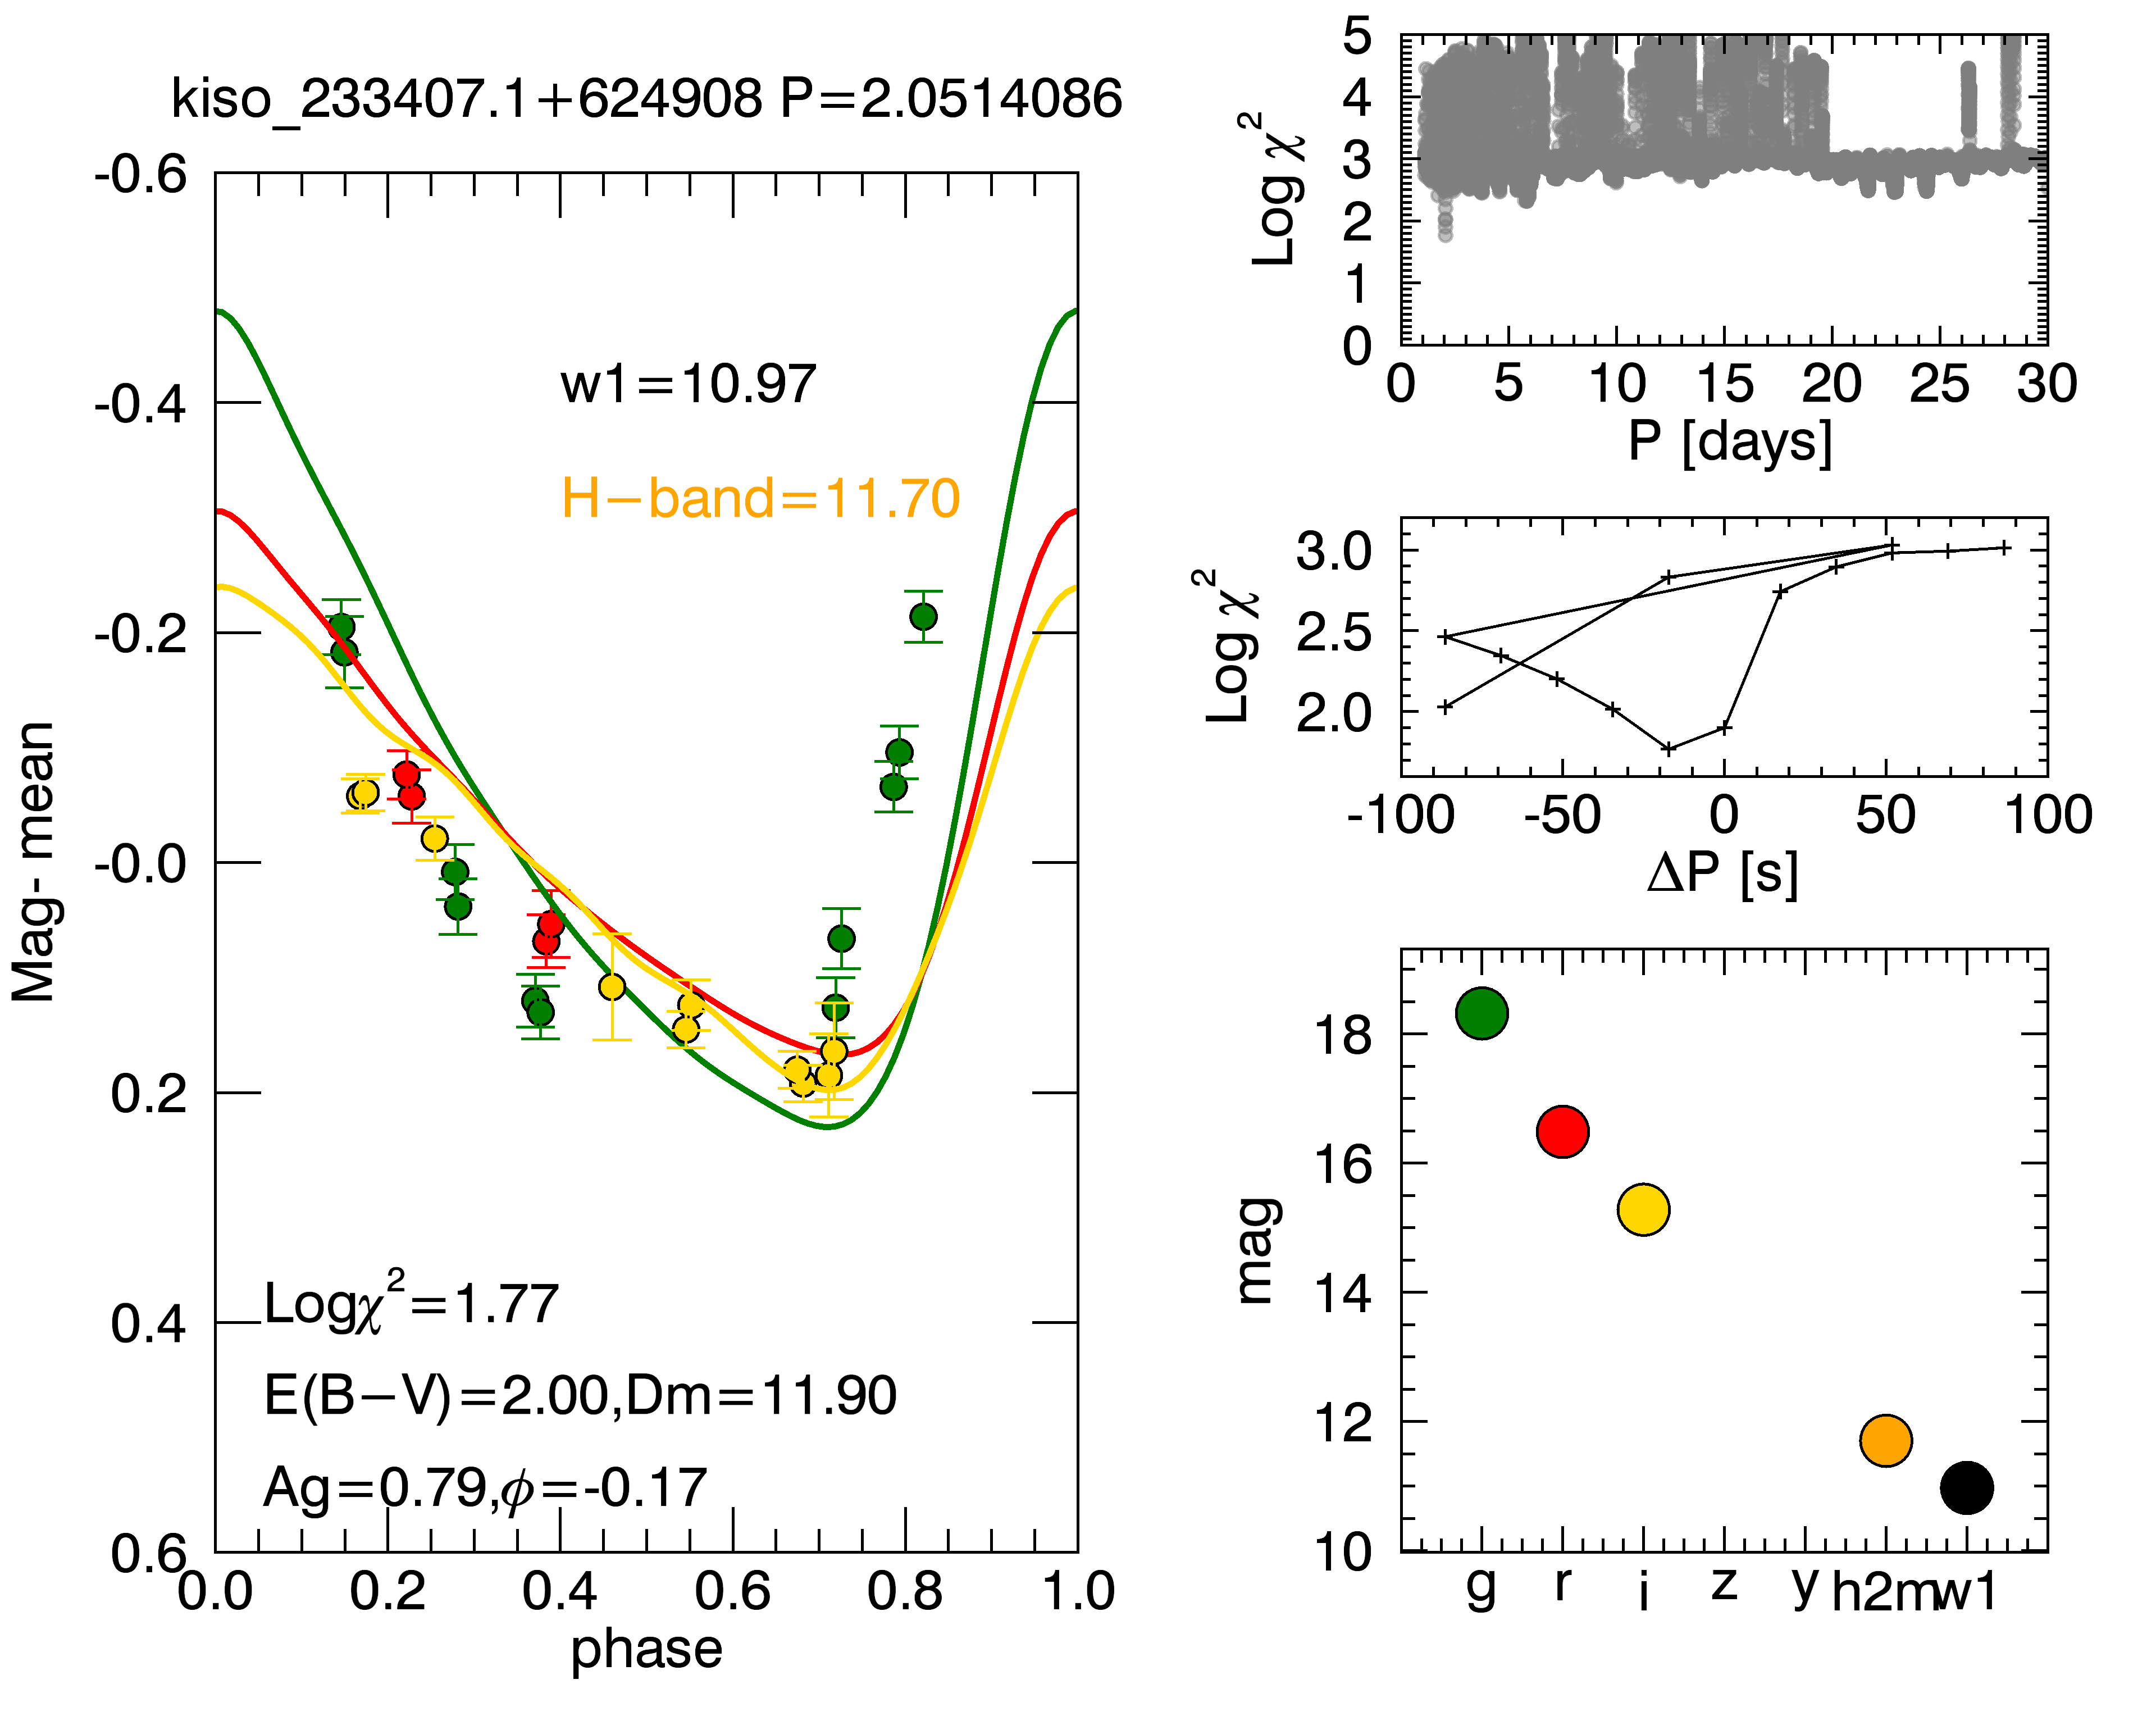 kiso_233407.1+624908 P=2.0514086
-0.6
-0.4
-0.2
-0.0
0.2
0.4
0.6
Mag- mean
w1=10.97
H-band=11.70
Logχ²=1.77
E(B-V)=2.00,Dm=11.90
Ag=0.79,ϕ=-0.17
0.0 0.2 0.4 0.6 0.8 1.0
phase
5
4
3
2
1
0
Log χ²
0 5 10 15 20 25 30
P [days]
3.0
2.5
2.0
Log χ²
-100 -50 0 50 100
ΔP [s]
18
16
14
12
10
mag
g r i z y h2m w1